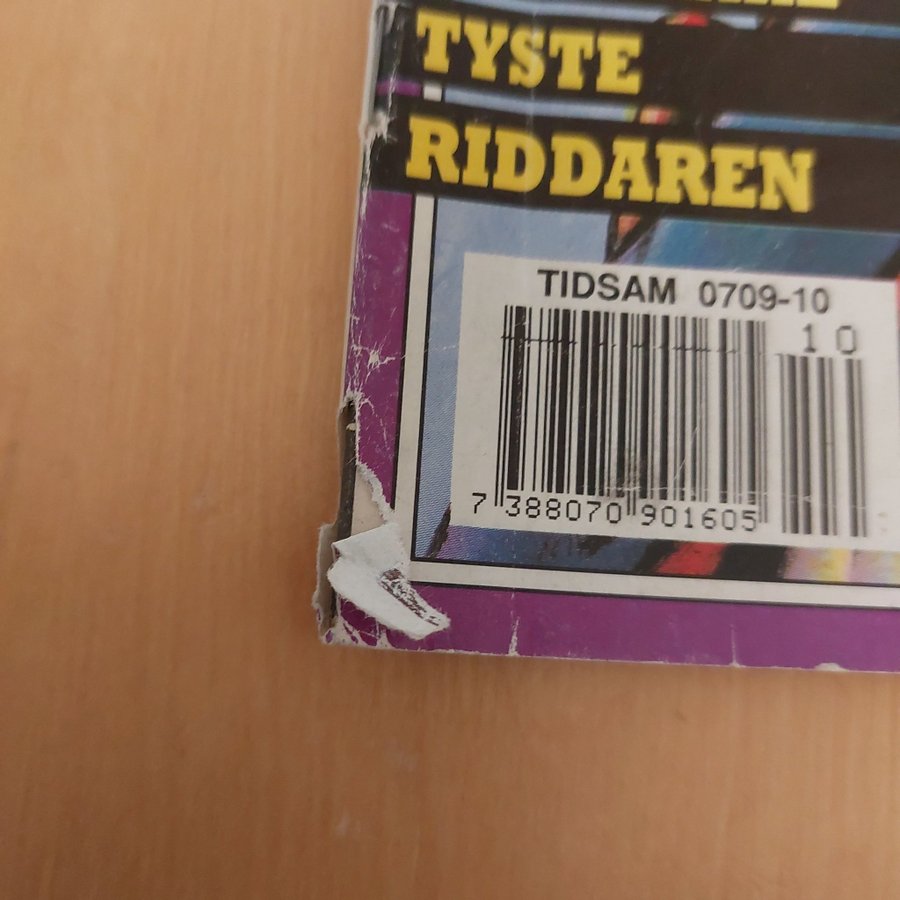 TYSTE
RIDDAREN
TIDSAM 0709-10
10
7 388070 901605